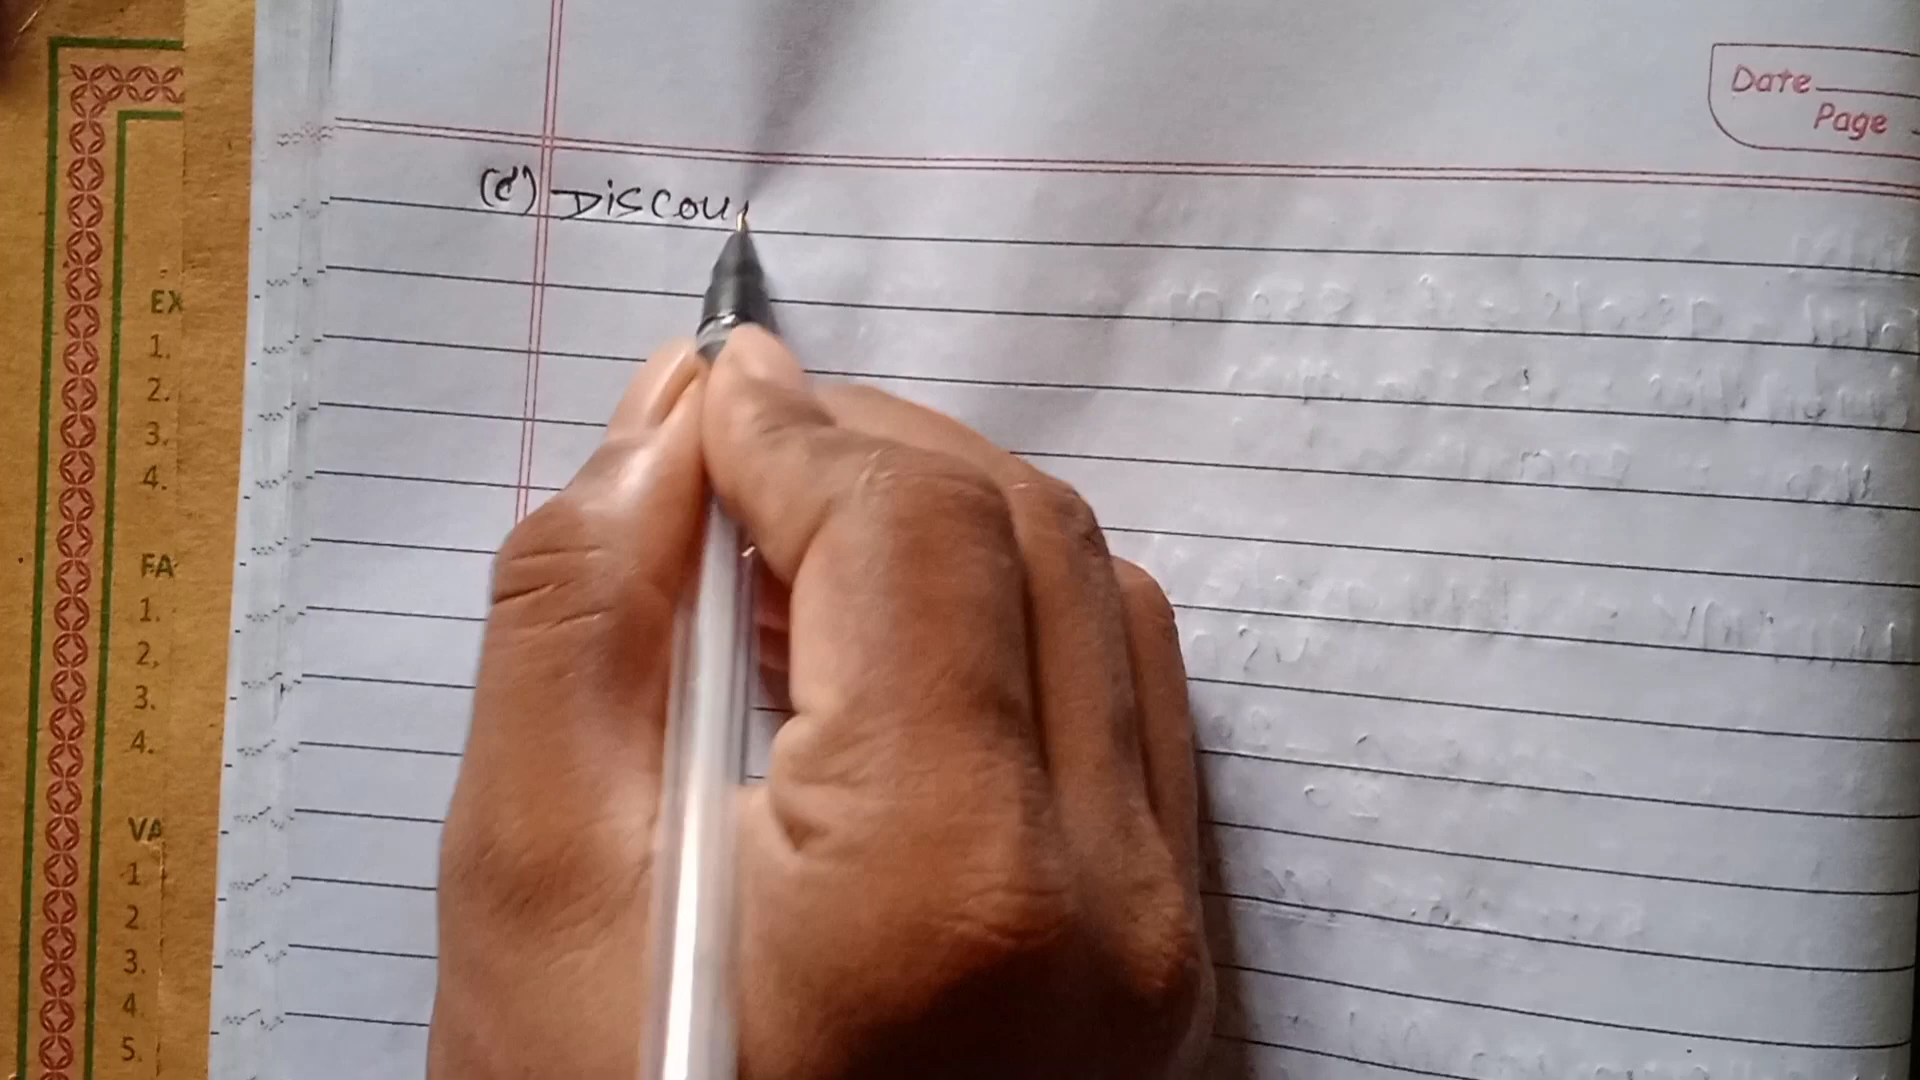 Date
Page
(d) Discou
EX
1.
2.
3.
4.
FA
1.
2.
3.
4.
VA
1
2
3.
4.
5.